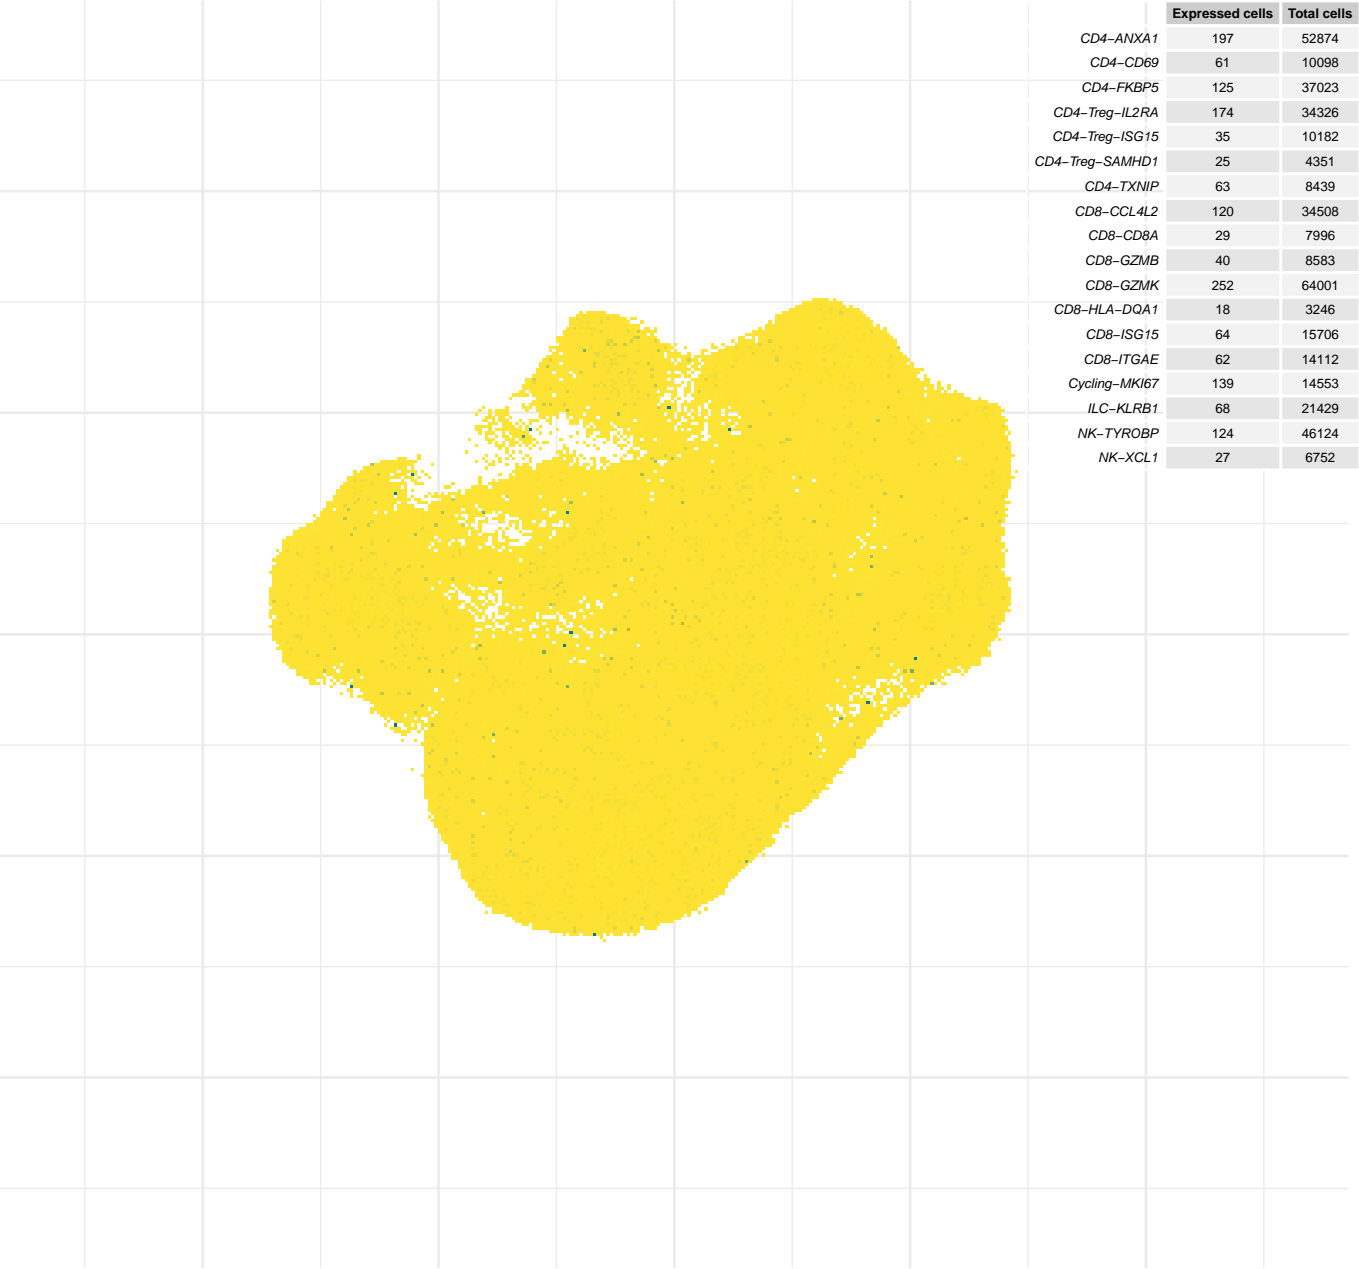 Expressed cells Total cells
CD4−ANXA1 197 52874
CD4−CD69 61 10098
CD4−FKBP5 125 37023
CD4−Treg−IL2RA 174 34326
CD4−Treg−ISG15 35 10182
CD4−Treg−SAMHD1 25 4351
CD4−TXNIP 63 8439
CD8−CCL4L2 120 34508
CD8−CD8A 29 7996
CD8−GZMB 40 8583
CD8−GZMK 252 64001
CD8−HLA−DQA1 18 3246
CD8−ISG15 64 15706
CD8−ITGAE 62 14112
Cycling−MKI67 139 14553
ILC−KLRB1 68 21429
NK−TYROBP 124 46124
NK−XCL1 27 6752